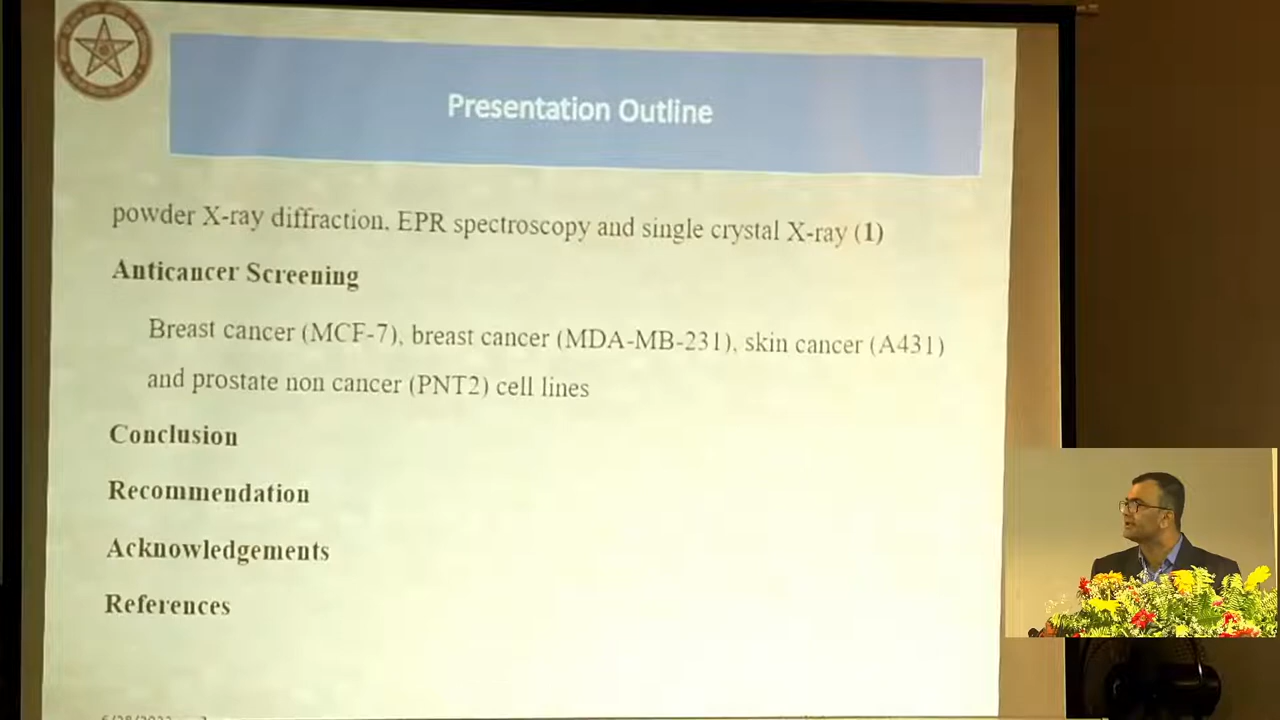 Presentation Outline
powder X-ray diffraction, EPR spectroscopy and single crystal X-ray (1)
Anticancer Screening
Breast cancer (MCF-7), breast cancer (MDA-MB-231), skin cancer (A431)
and prostate non cancer (PNT2) cell lines
Conclusion
Recommendation
Acknowledgements
References